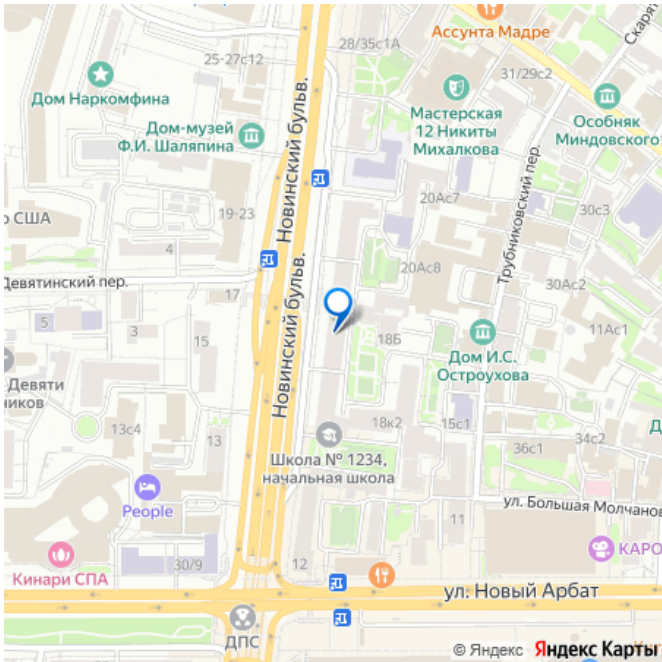 28/35с1А
Ассунта Мадре
Скарят
25-27с12
31/29с2
Дом Наркомфина
Мастерская
12 Никиты
Михалкова
Особняк
Миндовского
Дом-музей
Ф.И. Шаляпина
Новинский бульв.
Трубниковский пер.
20Ас7
30с3
19-23
о США
4
20Ас8
Девятинский пер.
17
30Ас2
5
3
15
Новинский бульв.
18Б
11Ас1
Дом И.С.
Остроухова
Девяти
ников
13с4
13
18к2
15с1
34с2
36с1
Школа № 1234,
начальная школа
People
ул. Большая Молчанов
11
КАРО
Кинари СПА
30/9
12
ул. Новый Арбат
ДПС
© Яндекс Яндекс Карты